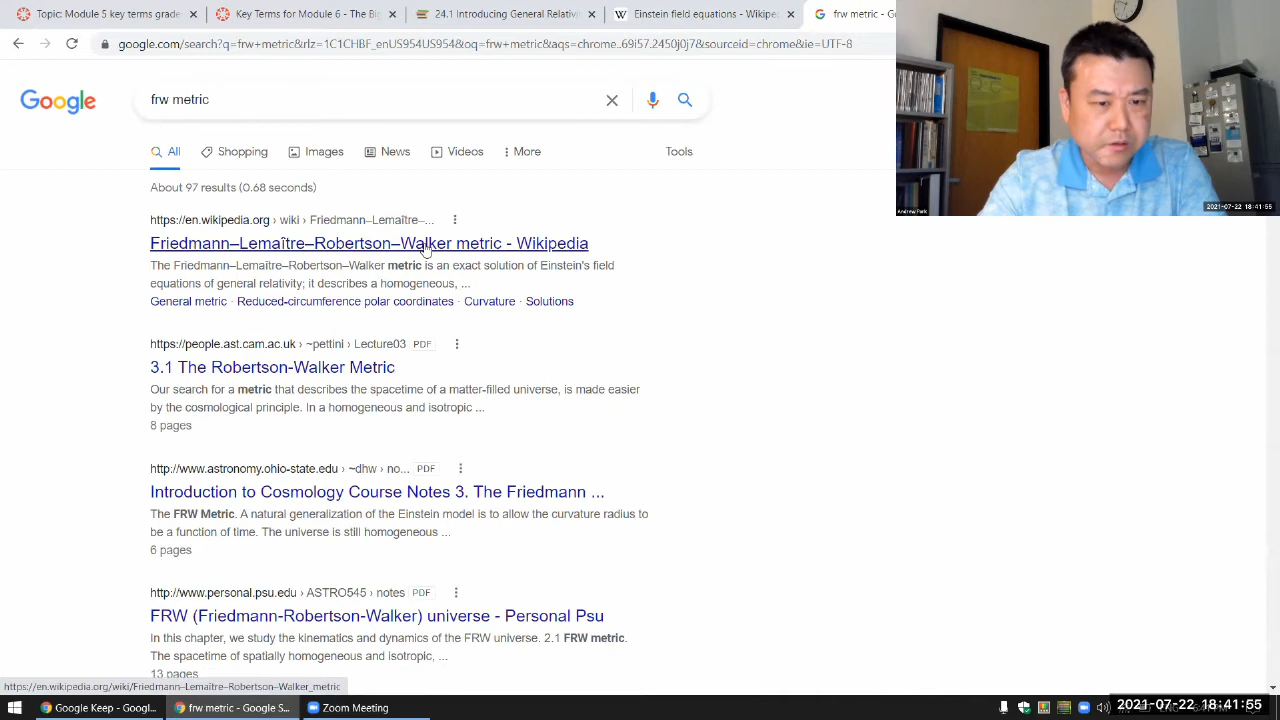 Topic: Module 5 key terms grade
Key Terms of Module 6 - The Big
24.1 Introducing General Relativ
Einstein field equations - Wikipe
frw metric - Google S
google.com/search?q=frw+metric&rlz=1C1CHBF_enUS954US954&oq=frw+metric&aqs=chrome_69i57.2450j0j7&sourceid=chrome&ie=UTF-8
Google
frw metric
All
Shopping
Images
News
Videos
More
Tools
About 97 results (0.68 seconds)
https://en.wikipedia.org › wiki › Friedmann–Lemaître–...
Friedmann–Lemaître–Robertson–Walker metric - Wikipedia
The Friedmann–Lemaître–Robertson–Walker metric is an exact solution of Einstein's field
equations of general relativity; it describes a homogeneous, ...
General metric · Reduced-circumference polar coordinates · Curvature · Solutions
https://people.ast.cam.ac.uk › ~pettini › Lecture03 PDF
3.1 The Robertson-Walker Metric
Our search for a metric that describes the spacetime of a matter-filled universe, is made easier
by the cosmological principle. In a homogeneous and isotropic ...
8 pages
http://www.astronomy.ohio-state.edu › ~dhw › no... PDF
Introduction to Cosmology Course Notes 3. The Friedmann ...
The FRW Metric. A natural generalization of the Einstein model is to allow the curvature radius to
be a function of time. The universe is still homogeneous ...
6 pages
http://www.personal.psu.edu › ASTRO545 › notes PDF
FRW (Friedmann-Robertson-Walker) universe - Personal Psu
In this chapter, we study the kinematics and dynamics of the FRW universe. 2.1 FRW metric.
The spacetime of spatially homogeneous and isotropic, ...
13 pages
https://en.wikipedia.org/wiki/Friedmann–Lemaître–Robertson–Walker_metric
Andrew Park
2021-07-22 18:41:55
Google Keep - Googl...
frw metric - Google S...
Zoom Meeting
2021-07-22 18:41:55